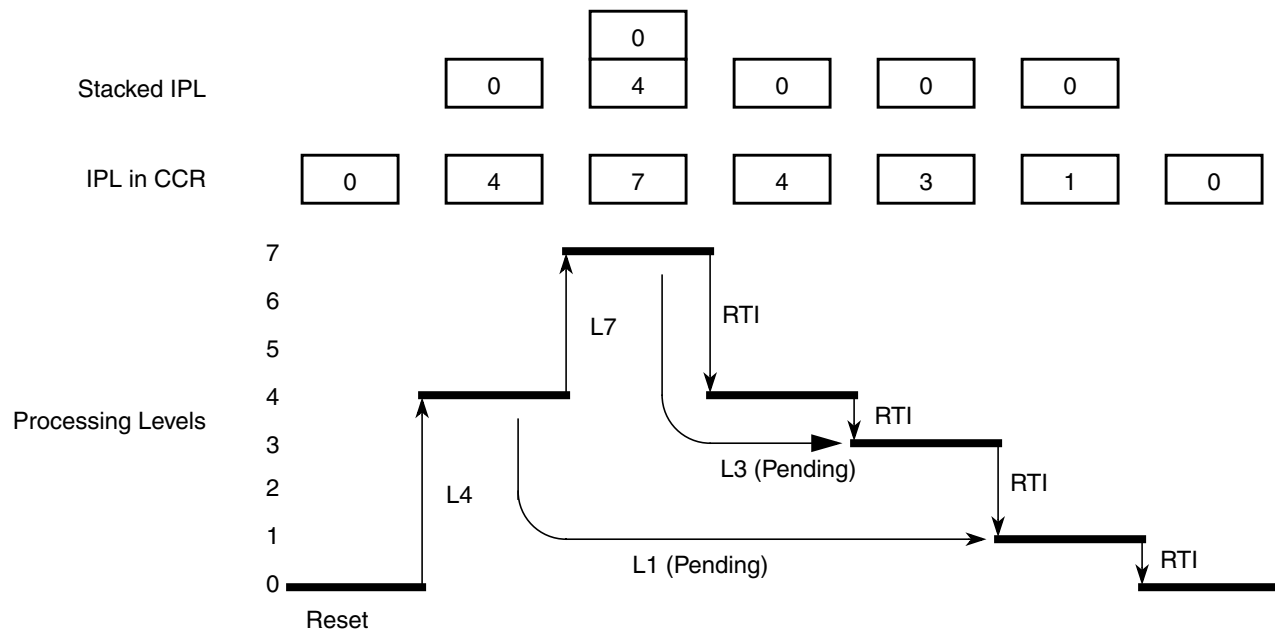 0
Stacked IPL 0 4 0 0 0
IPL in CCR 0 4 7 4 3 1 0
7
6
L7 RTI
5
4
Processing Levels RTI
3
L3 (Pending)
2 L4 RTI
1
L1 (Pending) RTI
0
Reset